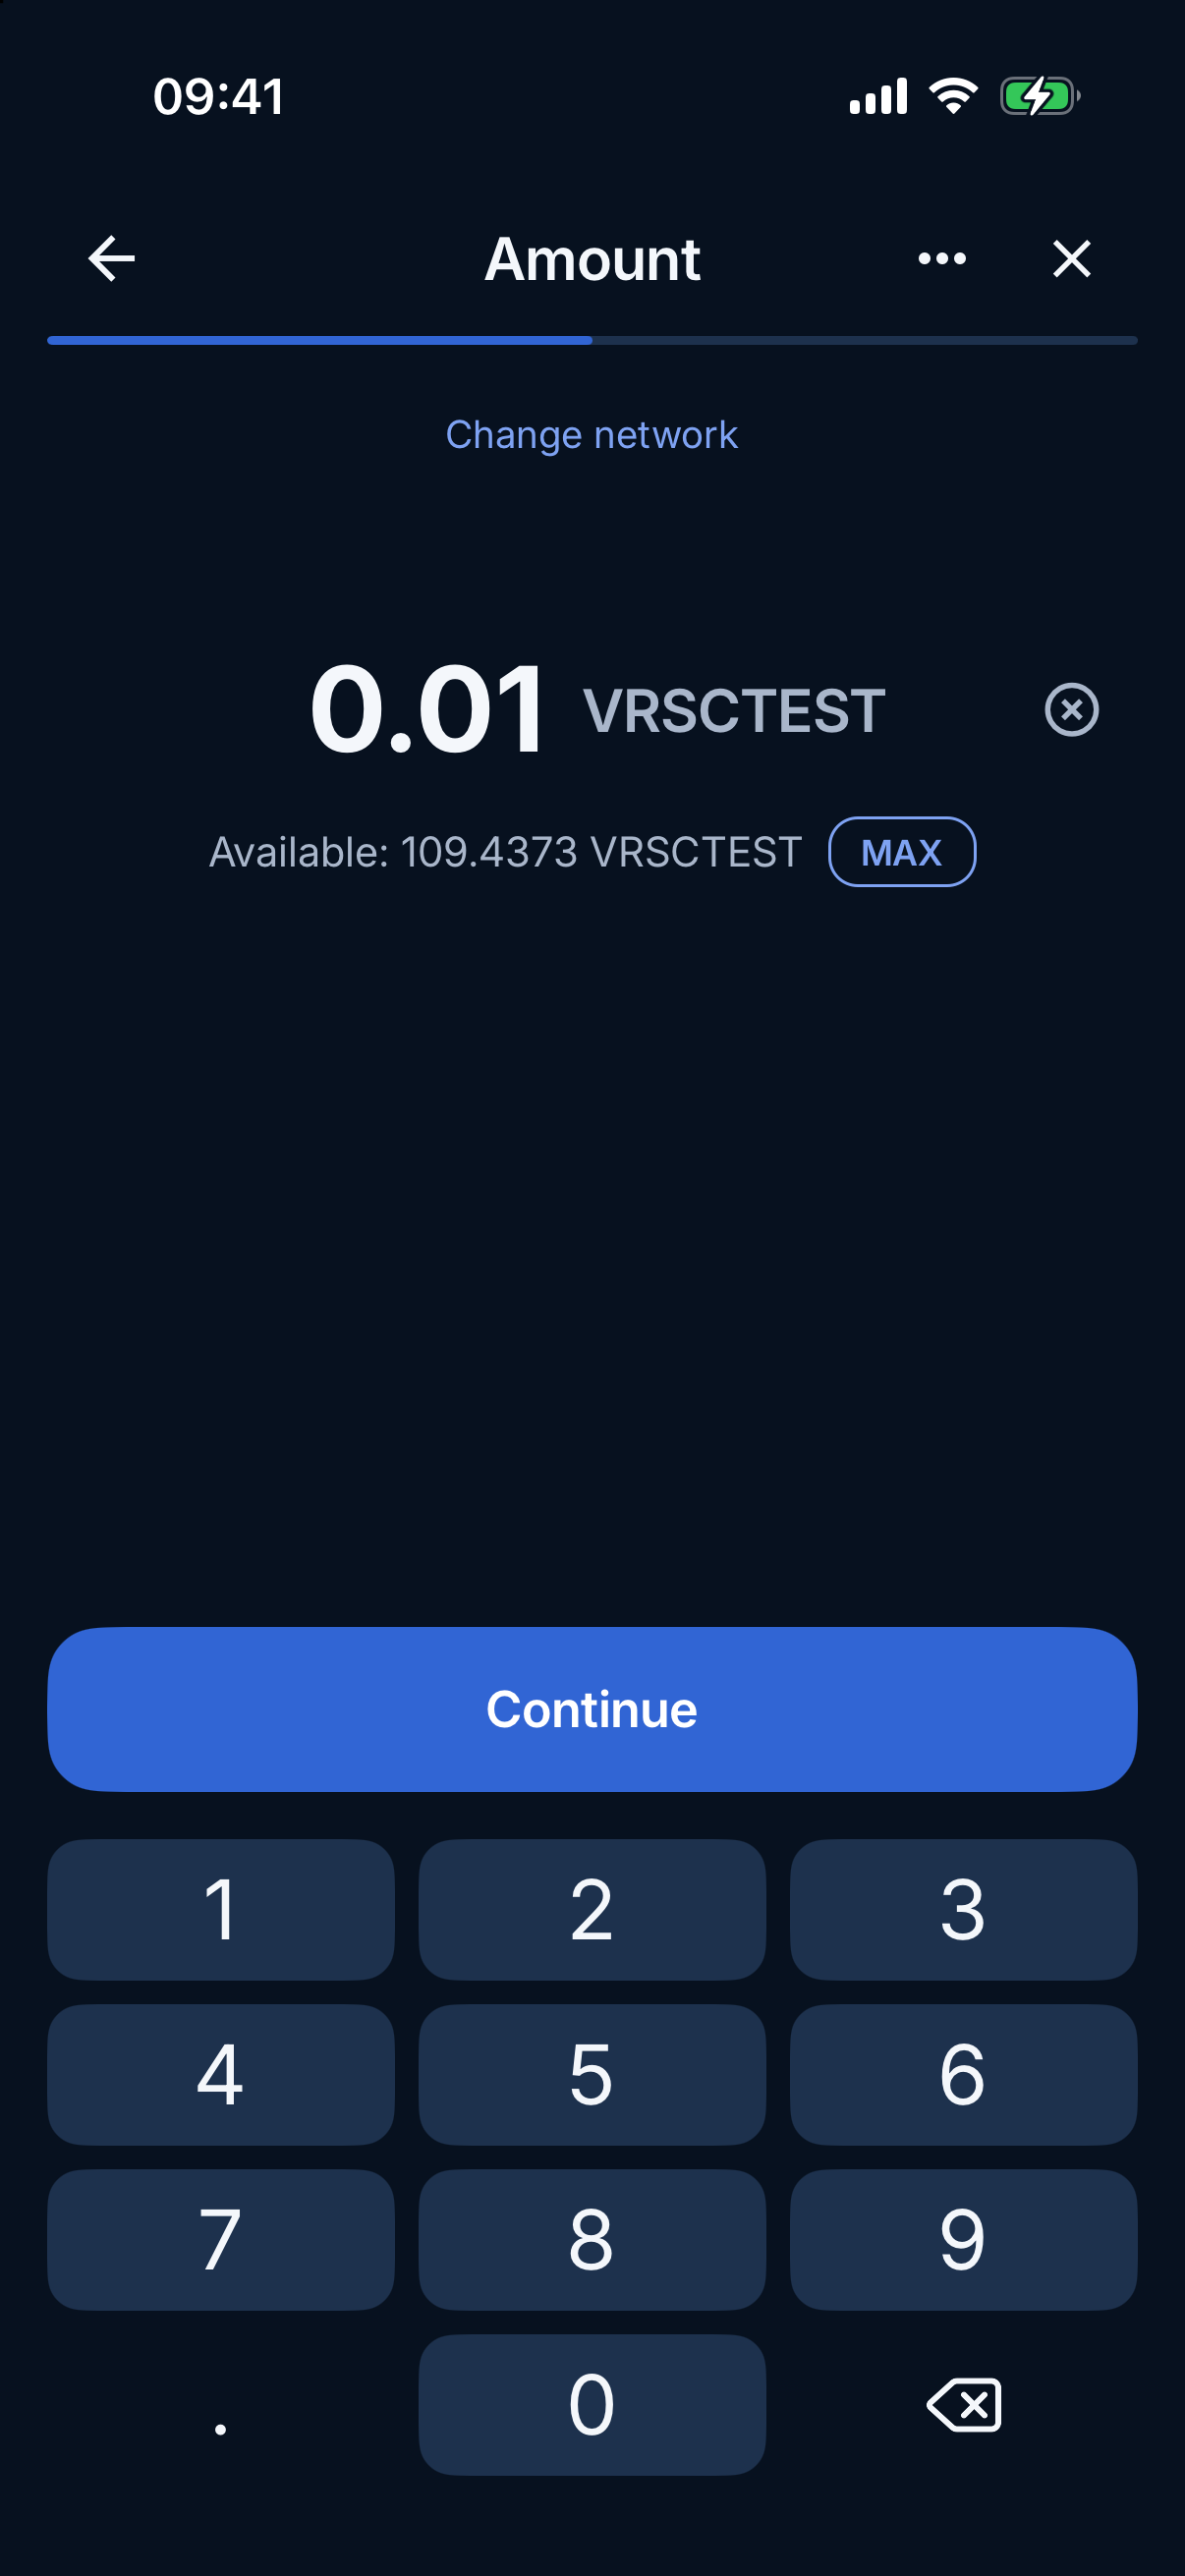 09:41
Amount
Change network
0.01 VRSCTEST
Available: 109.4373 VRSCTEST MAX
Continue
1 2 3
4 5 6
7 8 9
. 0